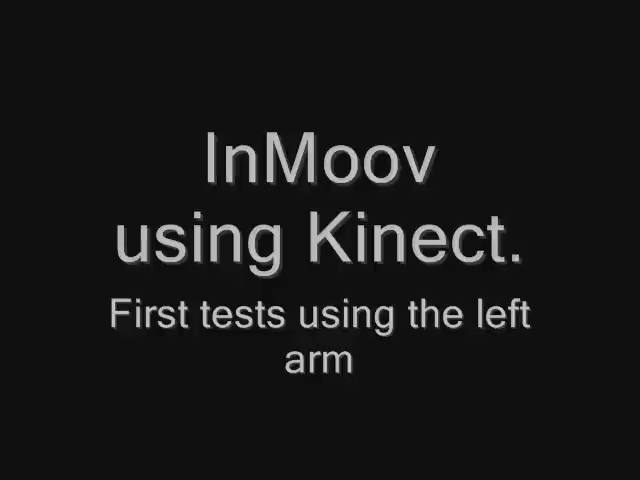 InMoov
using Kinect.
First tests using the left
arm